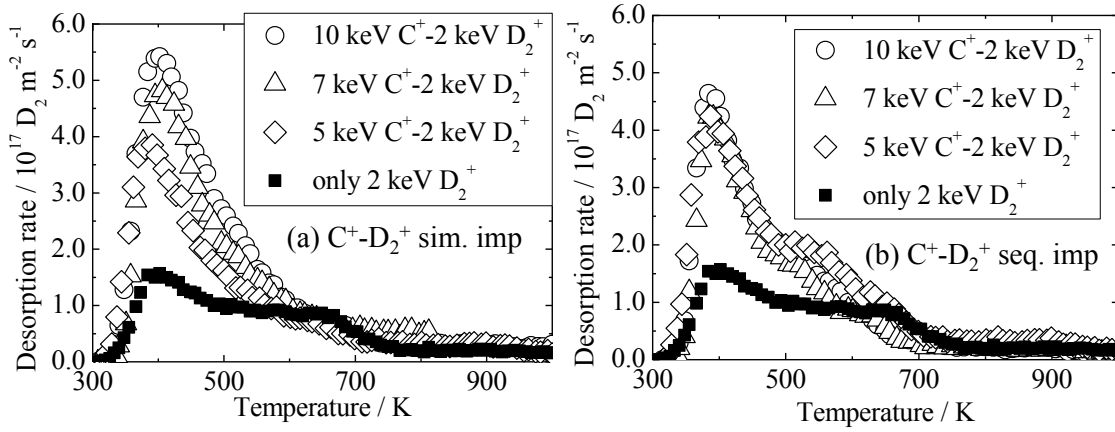 6.0
5.0
4.0
3.0
2.0
1.0
0.0
Desorption rate / 10¹⁷ D₂ m⁻² s⁻¹
10 keV C⁺-2 keV D₂⁺
7 keV C⁺-2 keV D₂⁺
5 keV C⁺-2 keV D₂⁺
only 2 keV D₂⁺
(a) C⁺-D₂⁺ sim. imp
300 500 700 900
Temperature / K
6.0
5.0
4.0
3.0
2.0
1.0
0.0
Desorption rate / 10¹⁷ D₂ m⁻² s⁻¹
10 keV C⁺-2 keV D₂⁺
7 keV C⁺-2 keV D₂⁺
5 keV C⁺-2 keV D₂⁺
only 2 keV D₂⁺
(b) C⁺-D₂⁺ seq. imp
300 500 700 900
Temperature / K